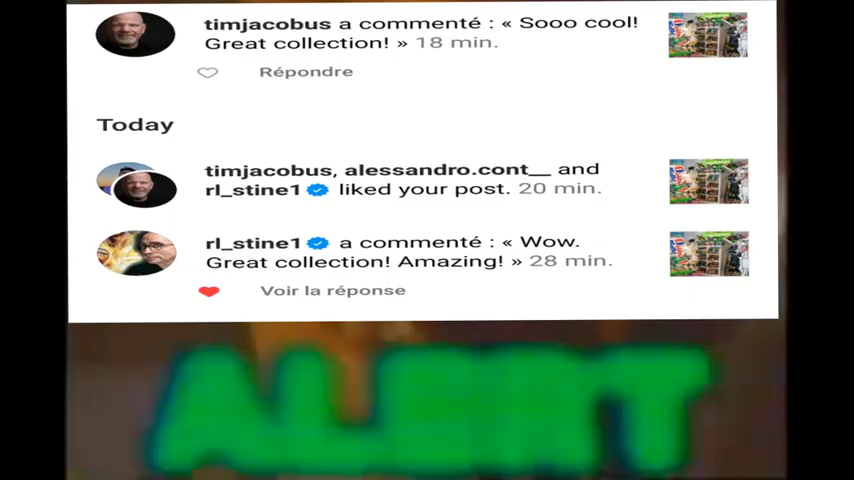 timjacobus a commenté : « Sooo cool!
Great collection! » 18 min.
Répondre
Today
timjacobus, alessandro.cont__ and
rl_stine1 liked your post. 20 min.
rl_stine1 a commenté : « Wow.
Great collection! Amazing! » 28 min.
Voir la réponse
ALERT